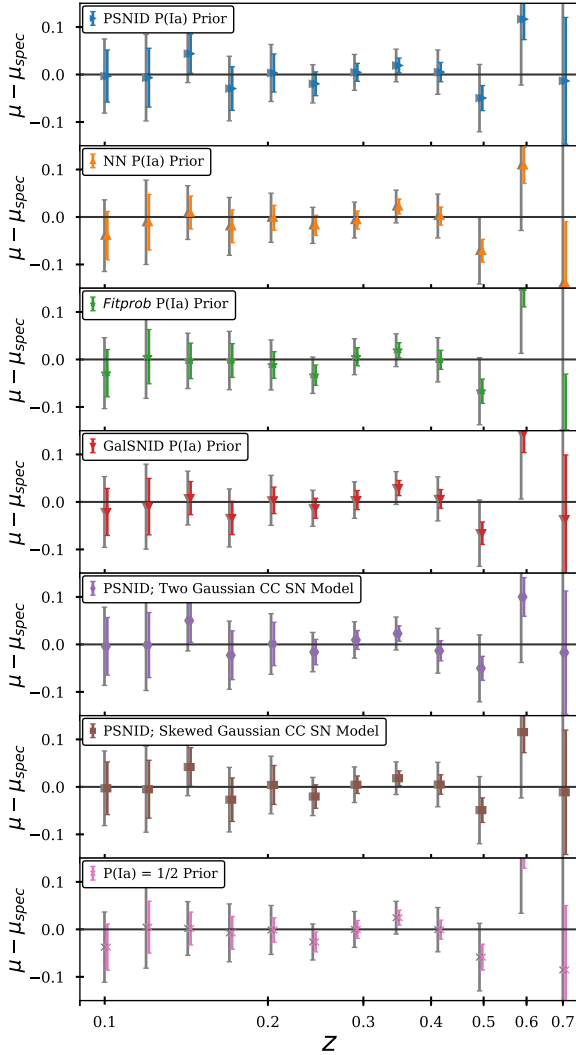 PSNID P(Ia) Prior
0.1
0.0
−0.1
μ − μspec
NN P(Ia) Prior
0.1
0.0
−0.1
μ − μspec
Fitprob P(Ia) Prior
0.1
0.0
−0.1
μ − μspec
GalSNID P(Ia) Prior
0.1
0.0
−0.1
μ − μspec
PSNID; Two Gaussian CC SN Model
0.1
0.0
−0.1
μ − μspec
PSNID; Skewed Gaussian CC SN Model
0.1
0.0
−0.1
μ − μspec
P(Ia) = 1/2 Prior
0.1
0.0
−0.1
μ − μspec
0.1 0.2 0.3 0.4 0.5 0.6 0.7
z